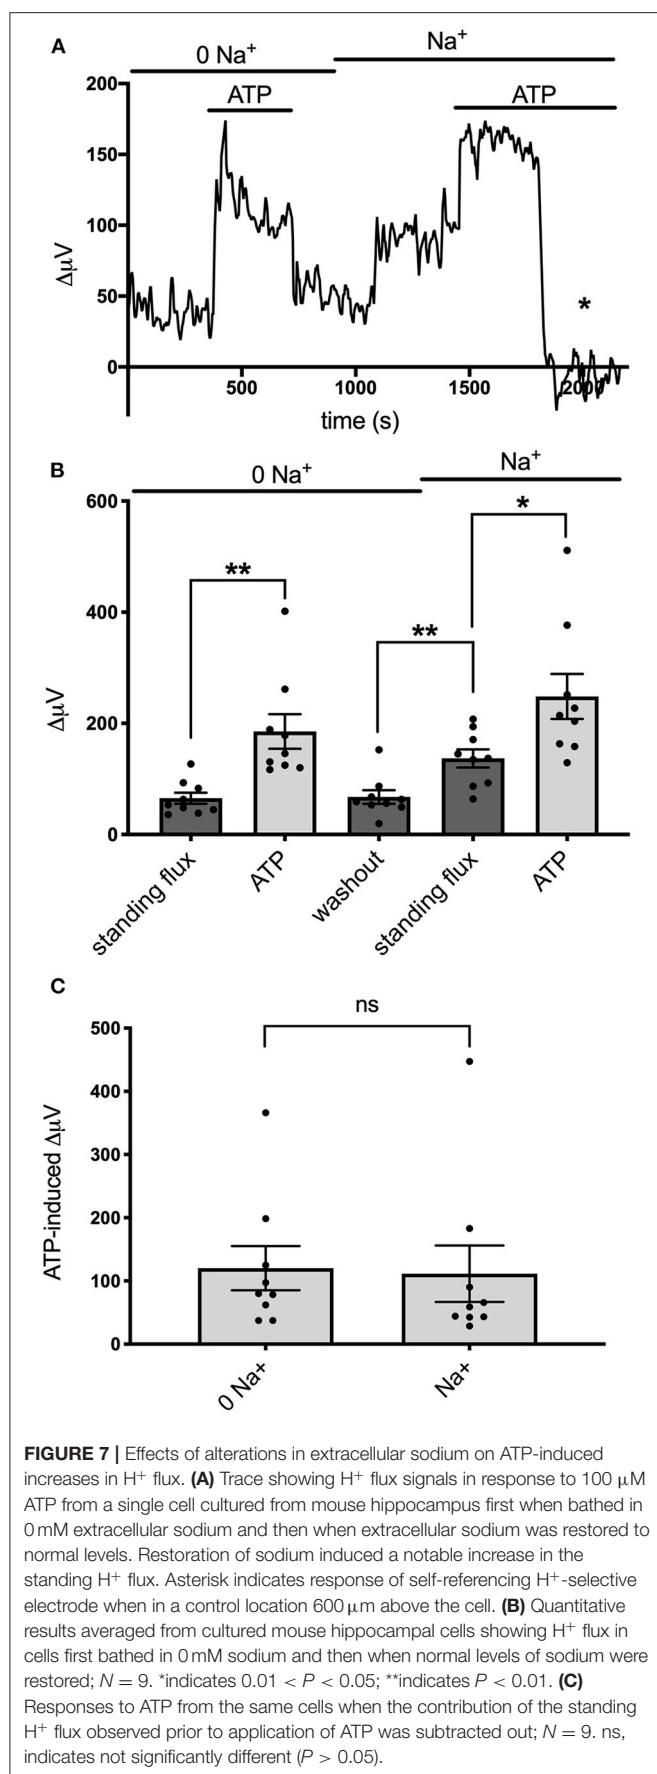 A
0 Na+
Na+
ATP
ATP
200
150
100
50
0
ΔμV
*
500
1000
1500
2000
time (s)
B
0 Na+
Na+
600
400
200
0
ΔμV
**
**
*
standing flux
ATP
washout
standing flux
ATP
C
ns
500
400
300
200
100
0
ATP-induced ΔμV
0 Na+
Na+
FIGURE 7 | Effects of alterations in extracellular sodium on ATP-induced
increases in H+ flux. (A) Trace showing H+ flux signals in response to 100 μM
ATP from a single cell cultured from mouse hippocampus first when bathed in
0 mM extracellular sodium and then when extracellular sodium was restored to
normal levels. Restoration of sodium induced a notable increase in the
standing H+ flux. Asterisk indicates response of self-referencing H+-selective
electrode when in a control location 600 μm above the cell. (B) Quantitative
results averaged from cultured mouse hippocampal cells showing H+ flux in
cells first bathed in 0 mM sodium and then when normal levels of sodium were
restored; N = 9. *indicates 0.01 < P < 0.05; **indicates P < 0.01. (C)
Responses to ATP from the same cells when the contribution of the standing
H+ flux observed prior to application of ATP was subtracted out; N = 9. ns,
indicates not significantly different (P > 0.05).